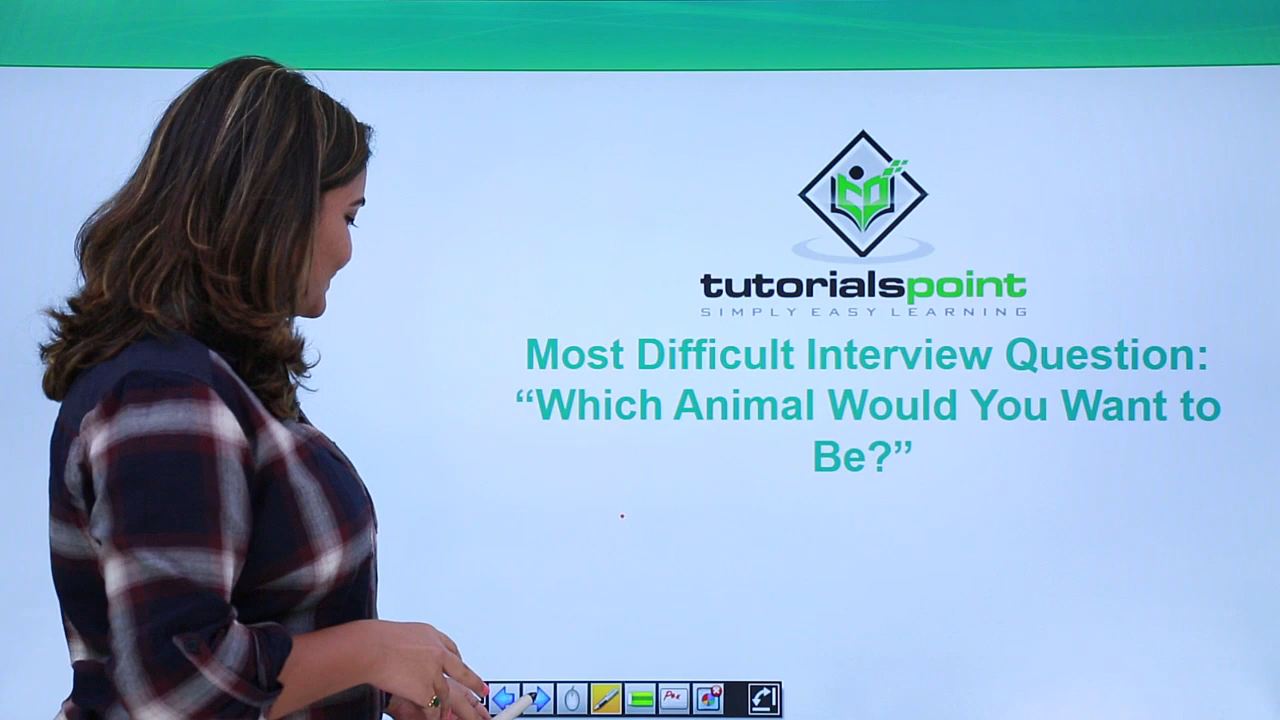 tutorialspoint
SIMPLY EASY LEARNING
Most Difficult Interview Question:
“Which Animal Would You Want to
Be?”